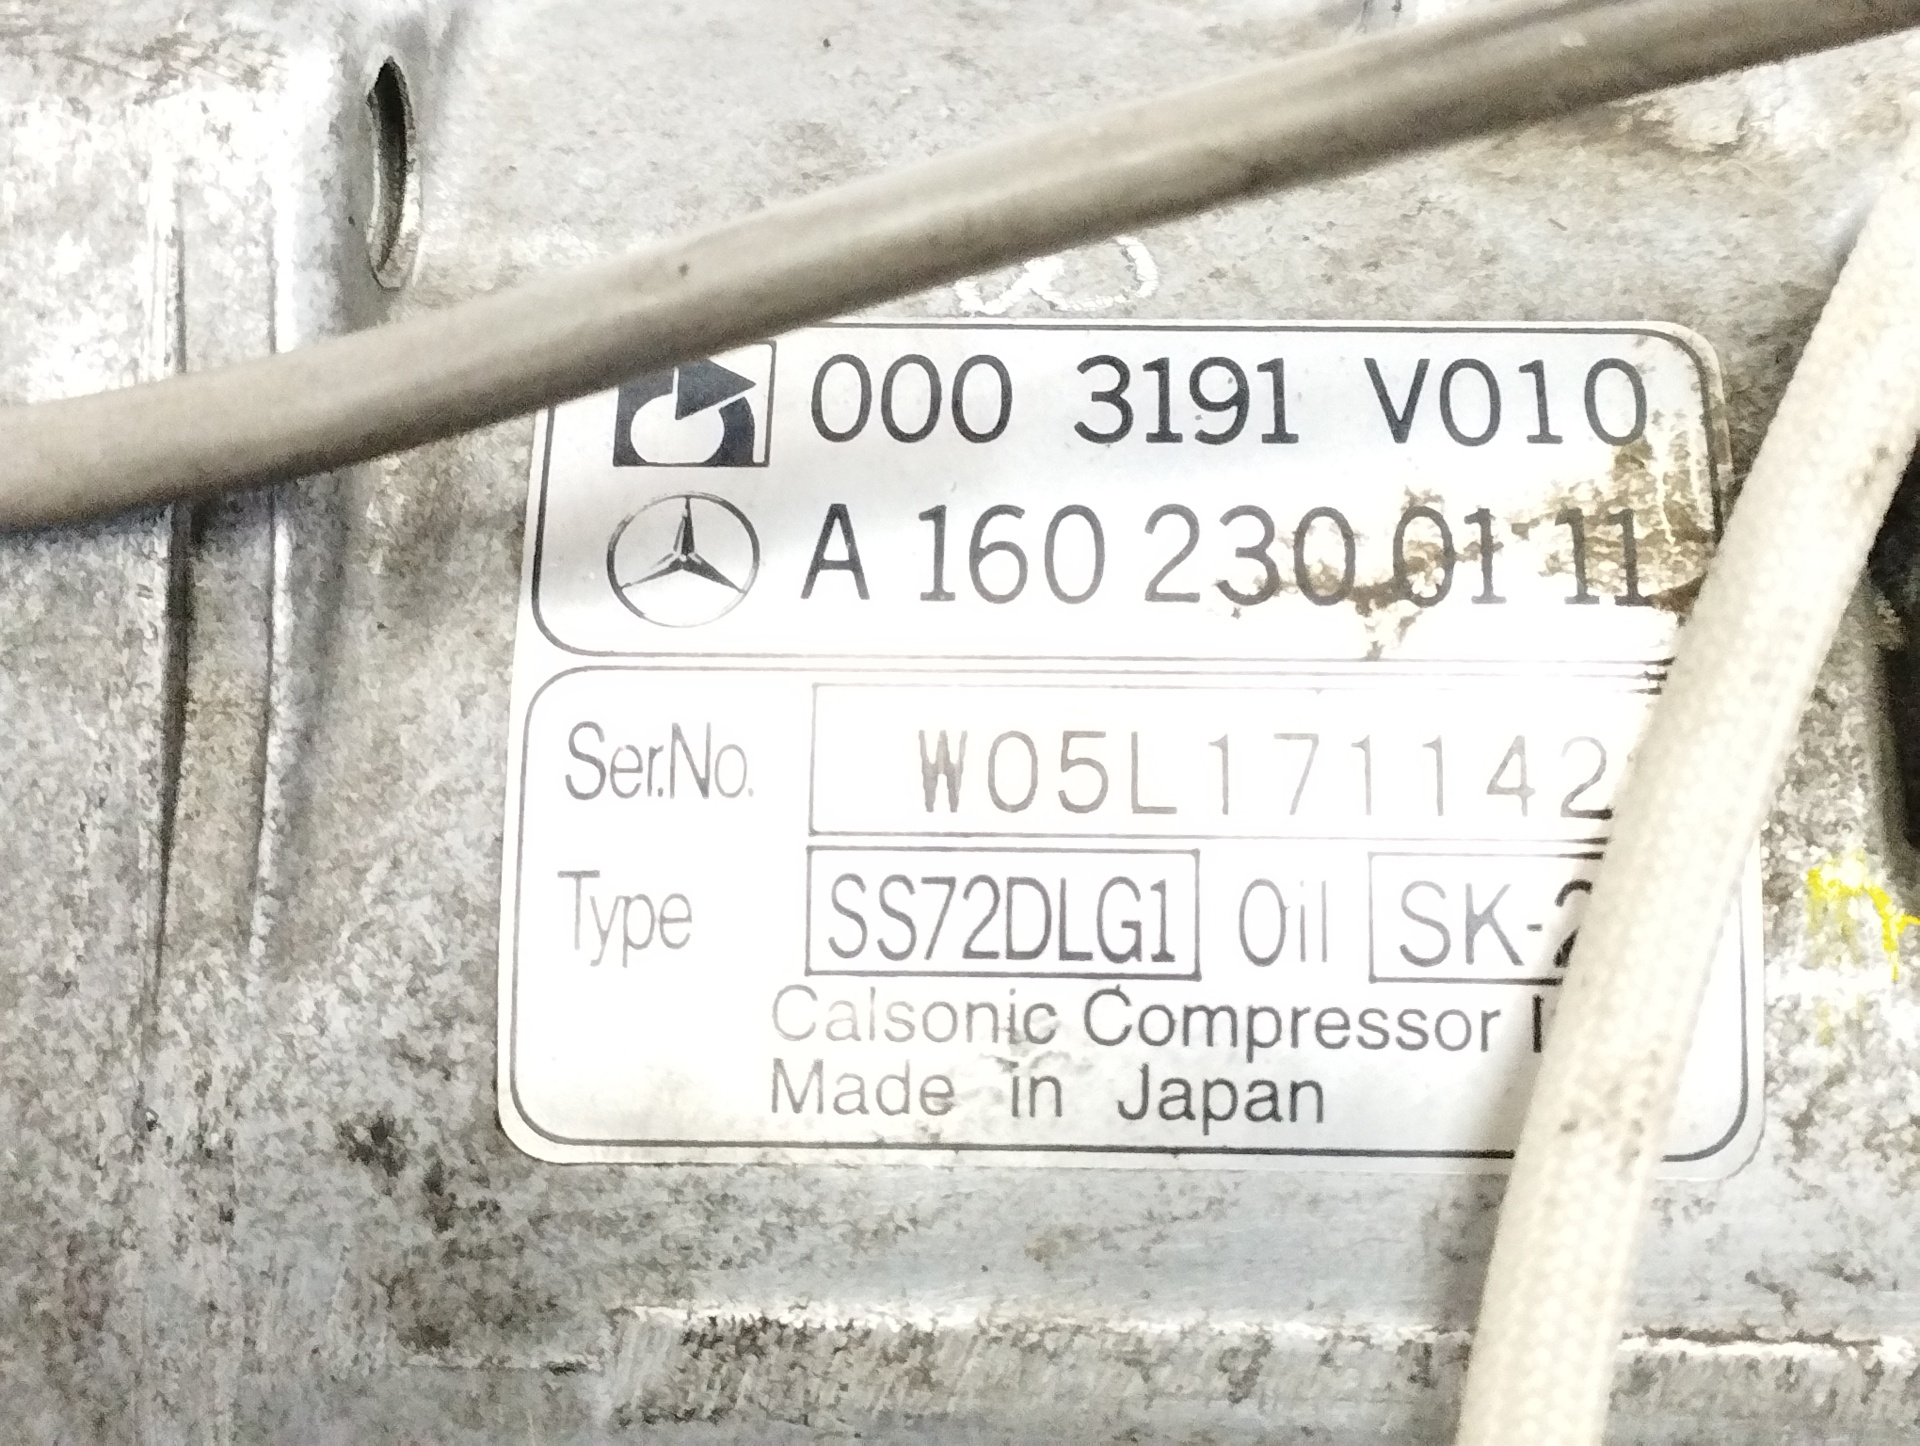 000 3191 V010
A 160 230 01 11
Ser.No. W05L171142
Type SS72DLG1 Oil SK-2
Calsonic Compressor
Made in Japan